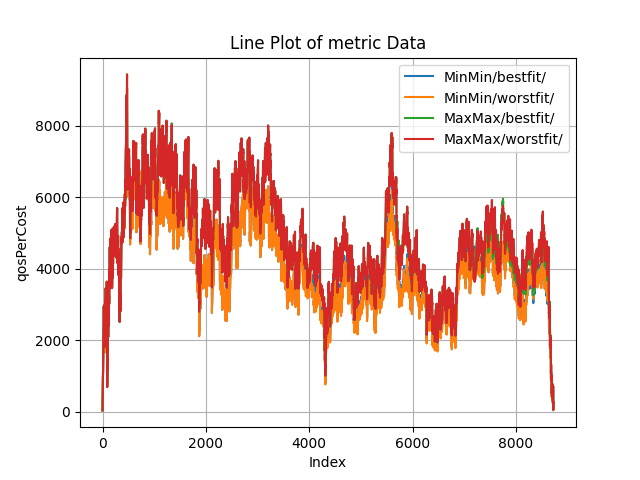 Line Plot of metric Data
MinMin/bestfit/
MinMin/worstfit/
MaxMax/bestfit/
MaxMax/worstfit/
qosPerCost
8000
6000
4000
2000
0
0 2000 4000 6000 8000
Index